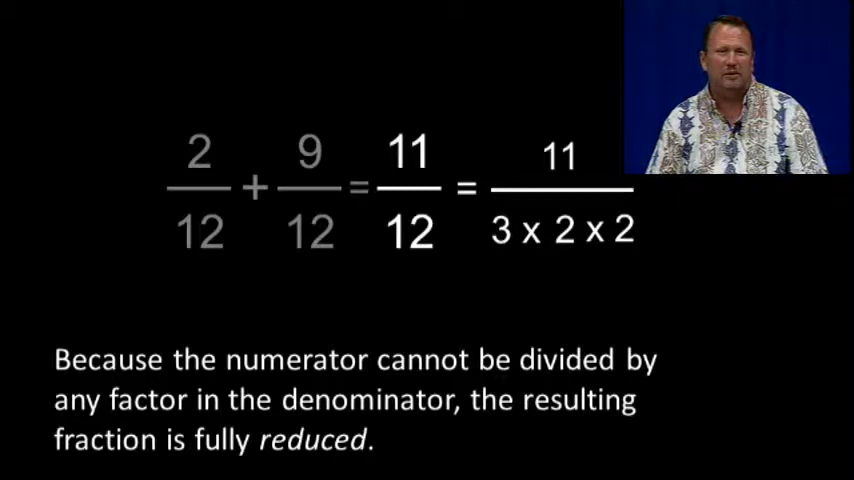 2/12 + 9/12 = 11/12 = 11/(3 x 2 x 2)
Because the numerator cannot be divided by
any factor in the denominator, the resulting
fraction is fully reduced.